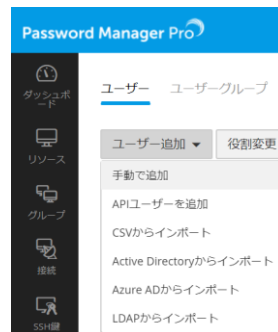 Password Manager Pro
ダッシュボ
ード
リソース
グループ
接続
SSH鍵
ユーザー ユーザーグループ
ユーザー追加 ▼ 役割変更
手動で追加
APIユーザーを追加
CSVからインポート
Active Directoryからインポート
Azure ADからインポート
LDAPからインポート